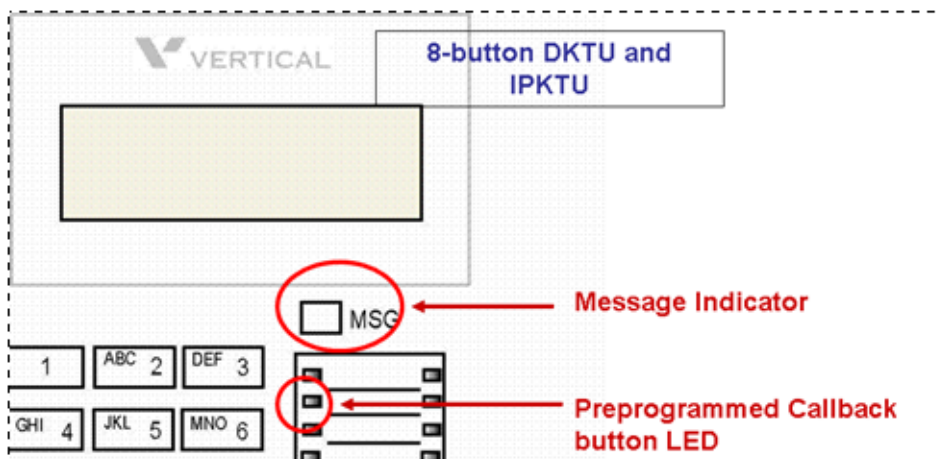 VERTICAL
8-button DKTU and
IPKTU
MSG
Message Indicator
1
ABC 2
DEF 3
GHI 4
JKL 5
MNO 6
Preprogrammed Callback
button LED